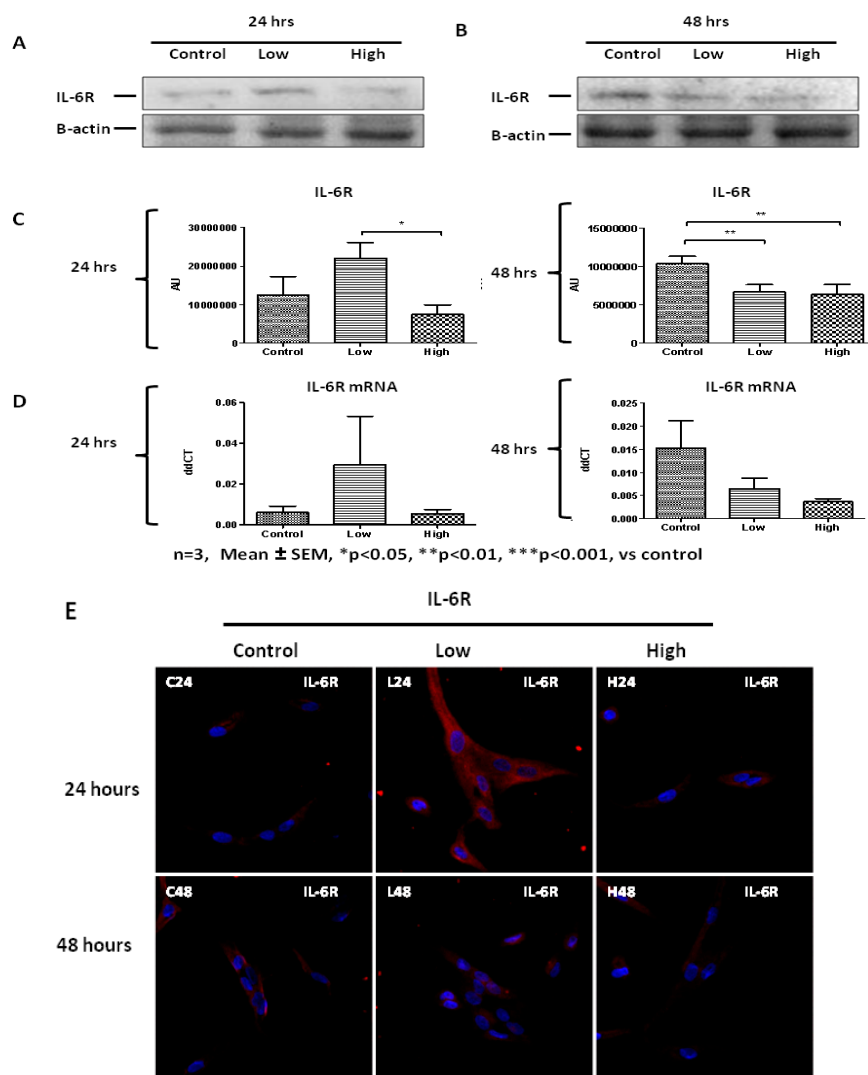 24 hrs
A
Control Low High
IL-6R
B-actin
48 hrs
B
Control Low High
IL-6R
B-actin
C
24 hrs
IL-6R
AU
30000000
20000000
10000000
0
*
Control Low High
48 hrs
IL-6R
AU
15000000
10000000
5000000
0
**
**
Control Low High
D
24 hrs
IL-6R mRNA
ddCT
0.06
0.04
0.02
0.00
Control Low High
48 hrs
IL-6R mRNA
ddCT
0.025
0.020
0.015
0.010
0.005
0.000
Control Low High
n=3, Mean ± SEM, *p<0.05, **p<0.01, ***p<0.001, vs control
E
IL-6R
Control Low High
24 hours
C24 IL-6R
L24 IL-6R
H24 IL-6R
48 hours
C48 IL-6R
L48 IL-6R
H48 IL-6R